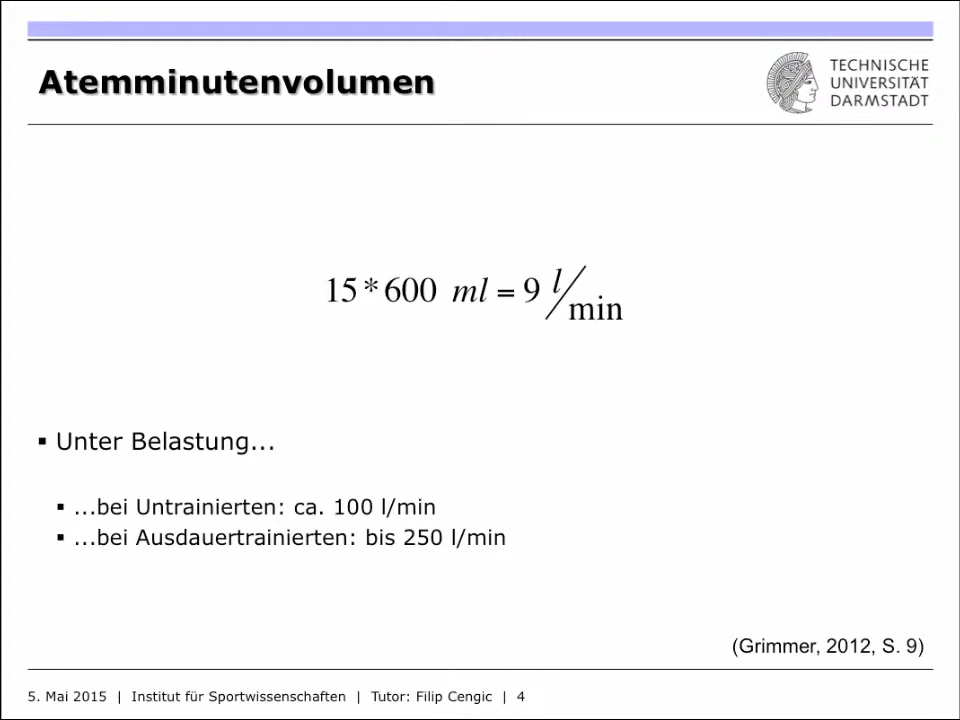 Atemminutenvolumen
TECHNISCHE
UNIVERSITÄT
DARMSTADT
15 * 600 ml = 9 l/min
▪ Unter Belastung...
▪ ...bei Untrainierten: ca. 100 l/min
▪ ...bei Ausdauertrainierten: bis 250 l/min
(Grimmer, 2012, S. 9)
5. Mai 2015 | Institut für Sportwissenschaften | Tutor: Filip Cengic | 4